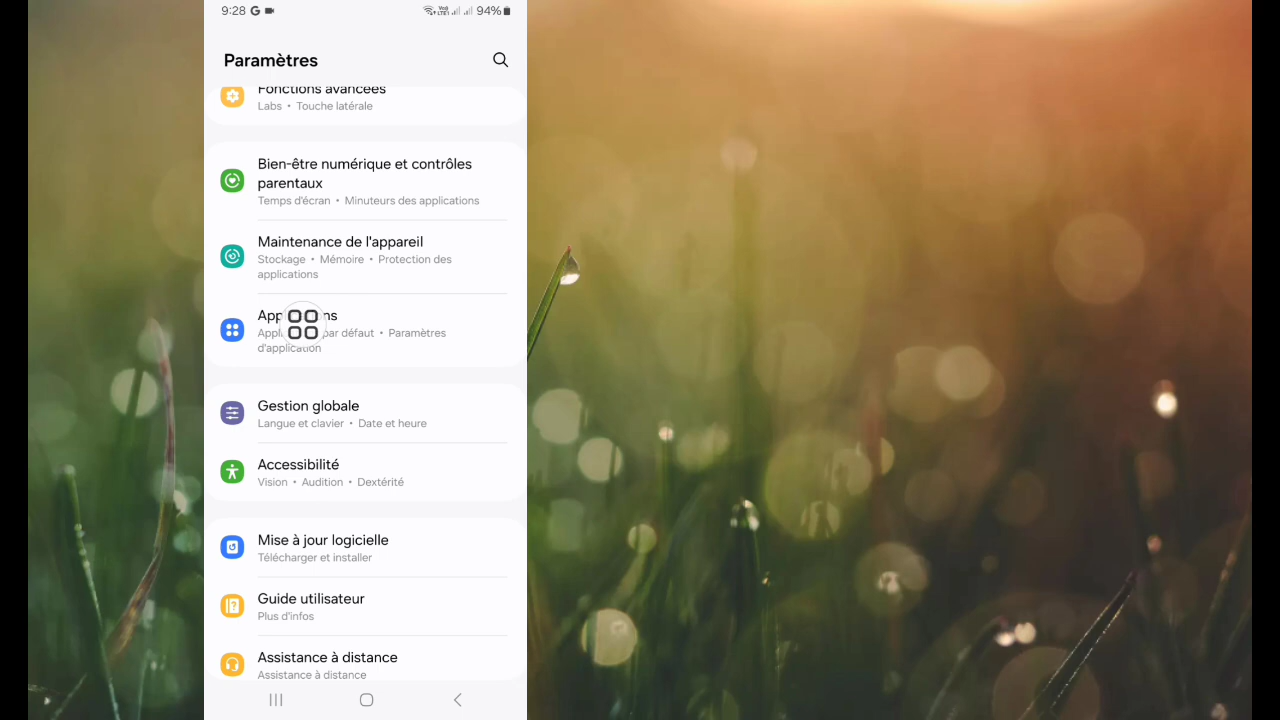 9:28 G 94%
Paramètres
Fonctions avancées
Labs • Touche latérale
Bien-être numérique et contrôles
parentaux
Temps d'écran • Minuteurs des applications
Maintenance de l'appareil
Stockage • Mémoire • Protection des
applications
par défaut • Paramètres
d'application
Gestion globale
Langue et clavier • Date et heure
Accessibilité
Vision • Audition • Dextérité
Mise à jour logicielle
Télécharger et installer
Guide utilisateur
Plus d'infos
Assistance à distance
Assistance à distance